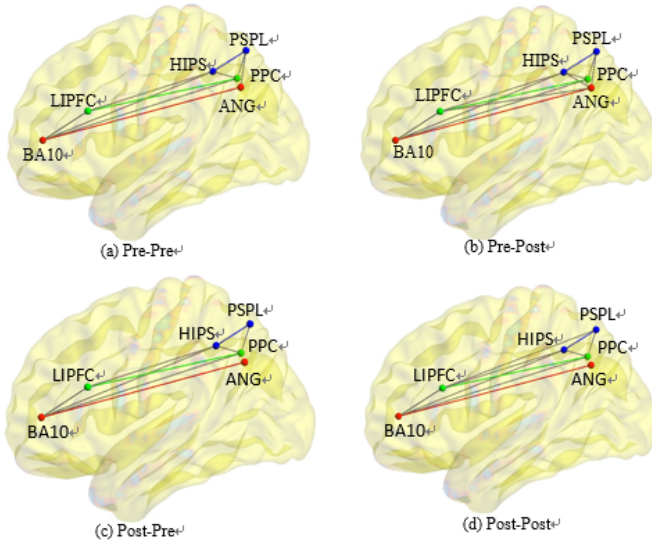 PSPL↵
HIPS↵
PPC↵
LIPFC↵
ANG↵
BA10↵
(a) Pre-Pre↵
PSPL↵
HIPS↵
PPC↵
LIPFC↵
ANG↵
BA10
(b) Pre-Post↵
PSPL↵
HIPS↵
PPC↵
LIPFC↵
ANG↵
BA10↵
(c) Post-Pre↵
PSPL↵
HIPS↵
PPC↵
LIPFC↵
ANG↵
BA10↵
(d) Post-Post↵